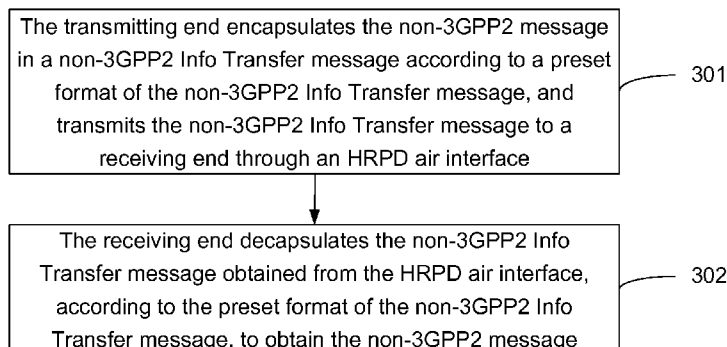 The transmitting end encapsulates the non-3GPP2 message
in a non-3GPP2 Info Transfer message according to a preset
format of the non-3GPP2 Info Transfer message, and
transmits the non-3GPP2 Info Transfer message to a
receiving end through an HRPD air interface
301
The receiving end decapsulates the non-3GPP2 Info
Transfer message obtained from the HRPD air interface,
according to the preset format of the non-3GPP2 Info
Transfer message, to obtain the non-3GPP2 message
302